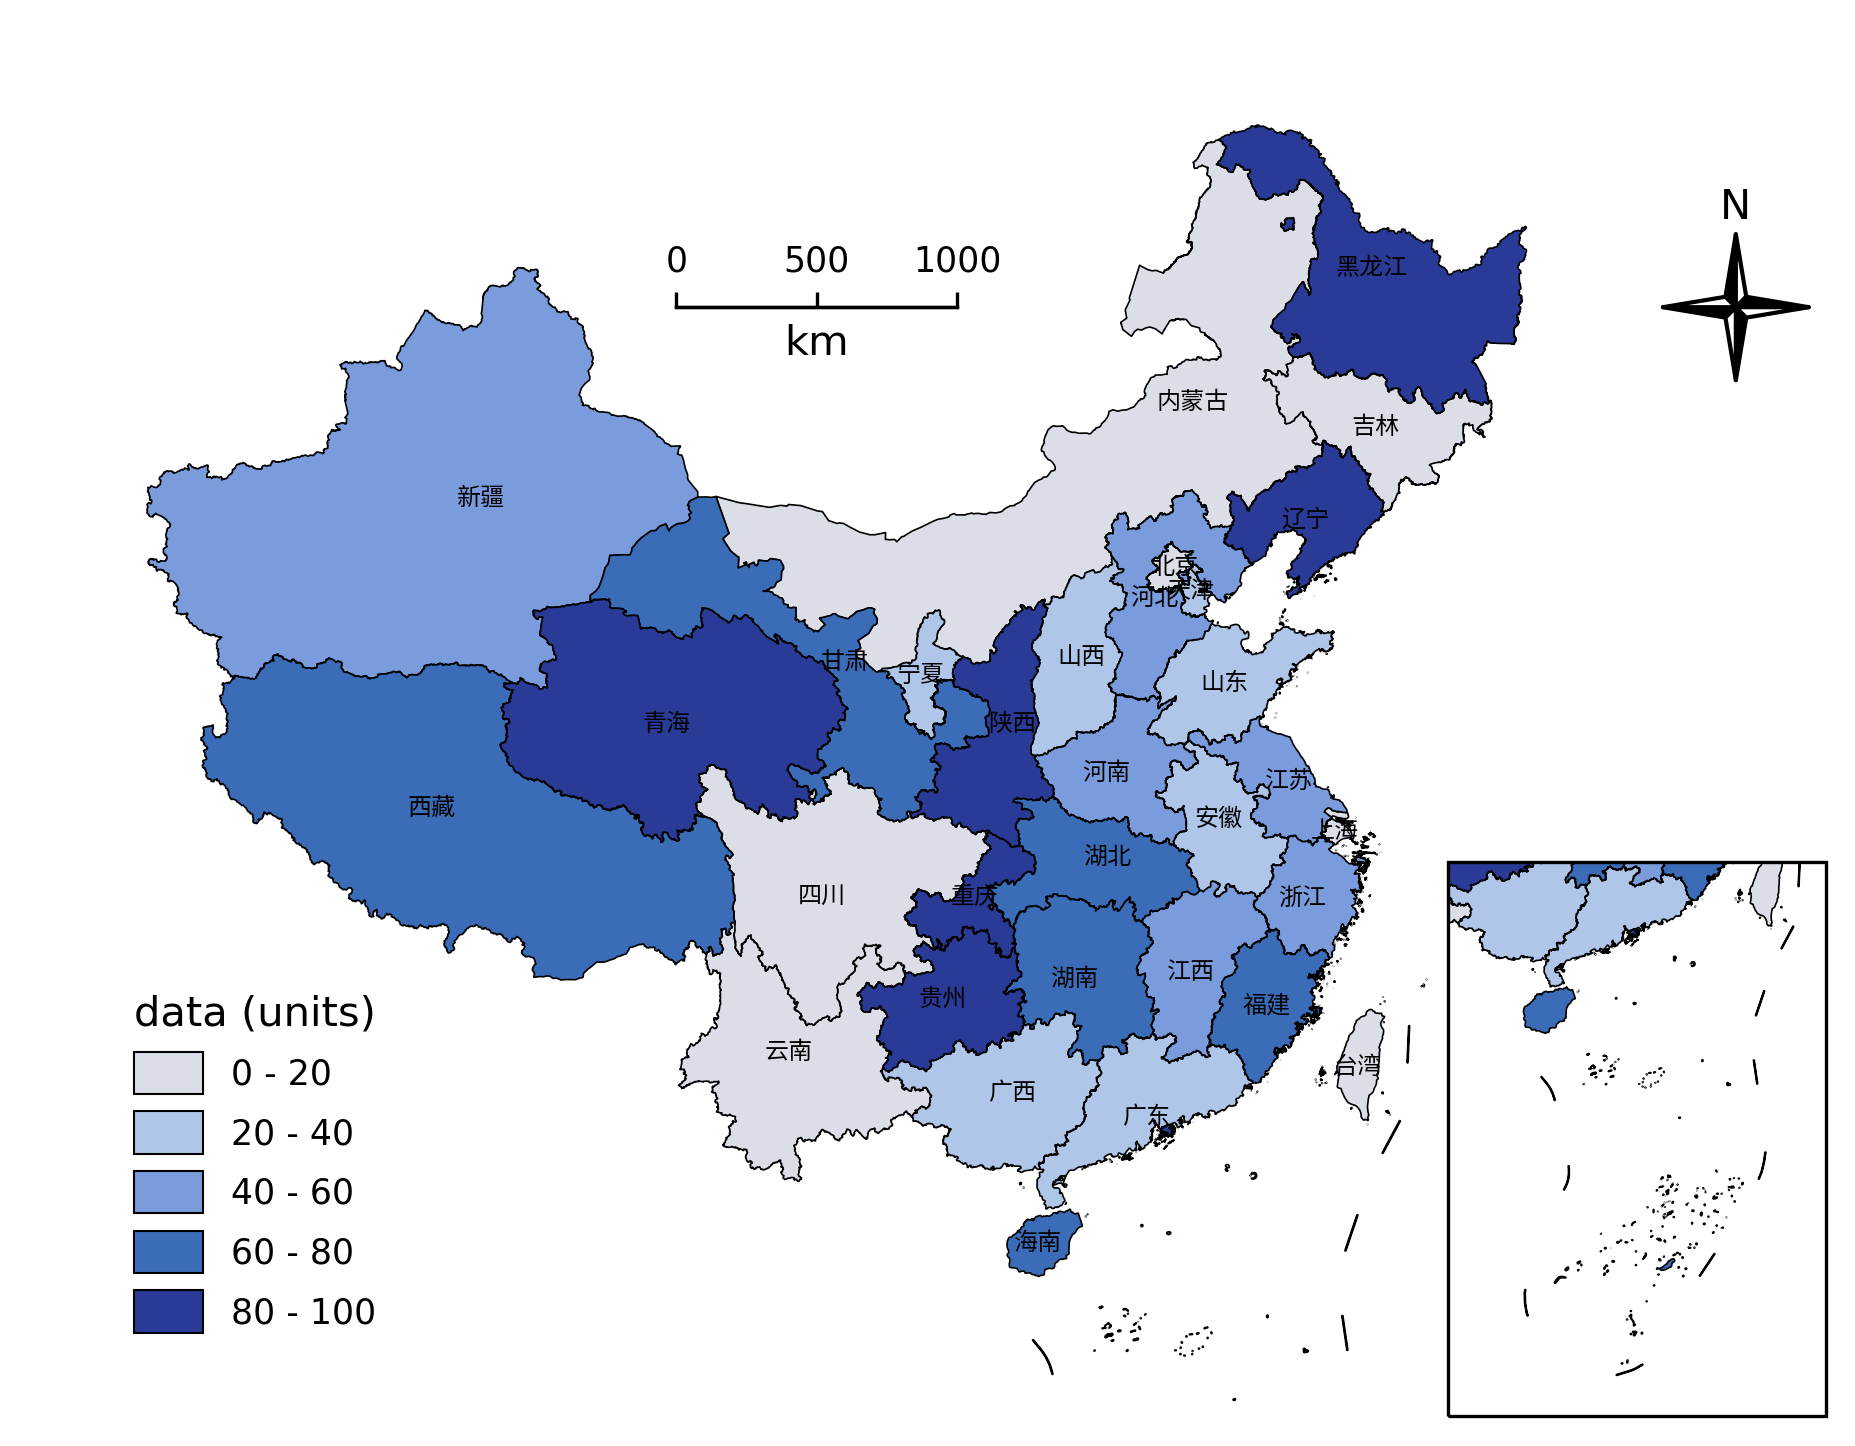 N
0 500 1000
km
黑龙江
内蒙古
吉林
新疆
辽宁
北京
天津
河北
山西
甘肃
宁夏
山东
青海
陕西
河南
江苏
西藏
安徽
上海
湖北
四川
重庆
浙江
湖南
江西
贵州
福建
云南
台湾
广西
广东
海南
data (units)
0 - 20
20 - 40
40 - 60
60 - 80
80 - 100